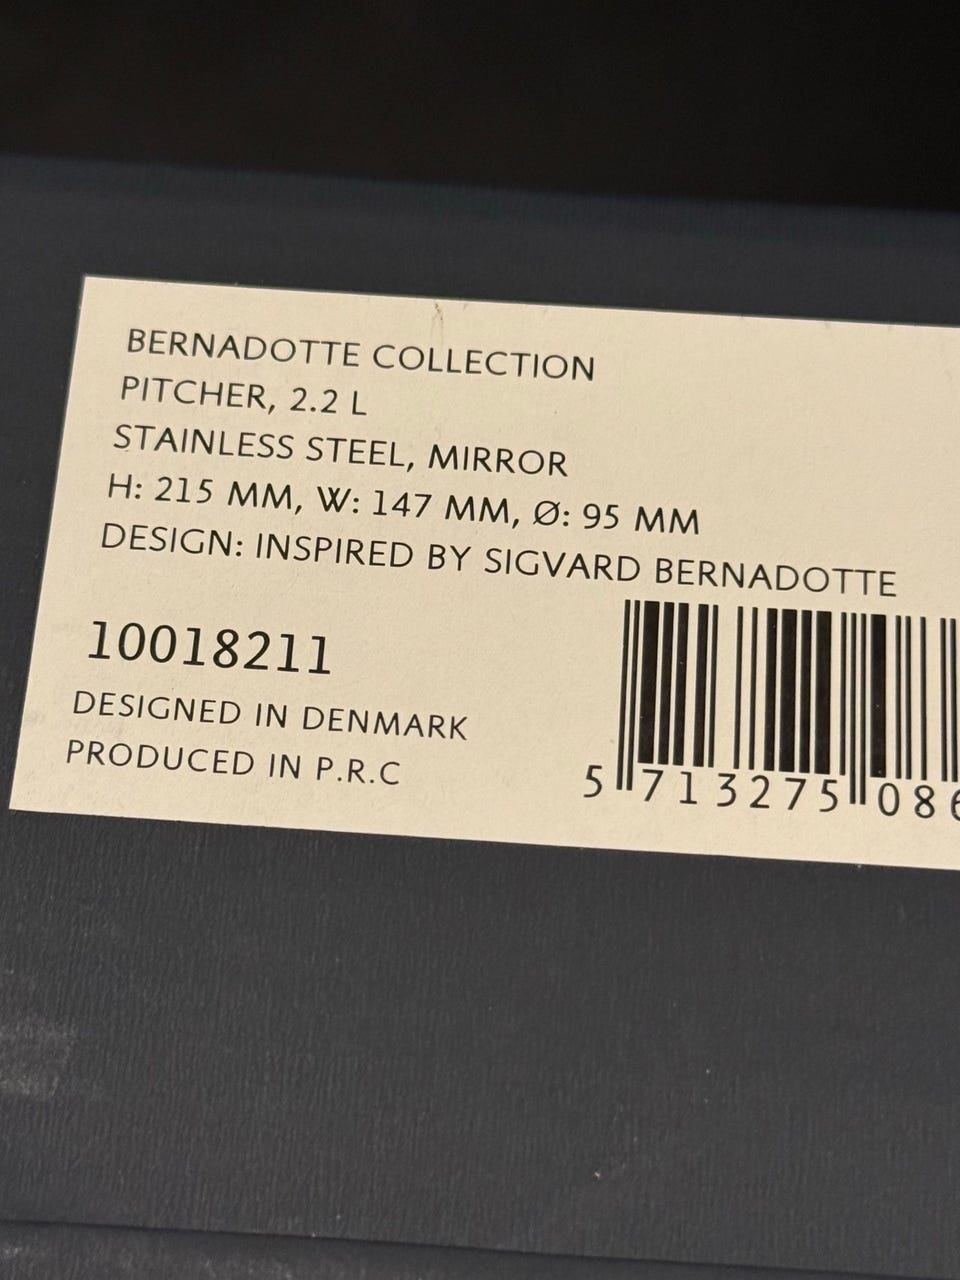 BERNADOTTE COLLECTION
PITCHER, 2.2 L
STAINLESS STEEL, MIRROR
H: 215 MM, W: 147 MM, Ø: 95 MM
DESIGN: INSPIRED BY SIGVARD BERNADOTTE
10018211
DESIGNED IN DENMARK
PRODUCED IN P.R.C
5 713275 08